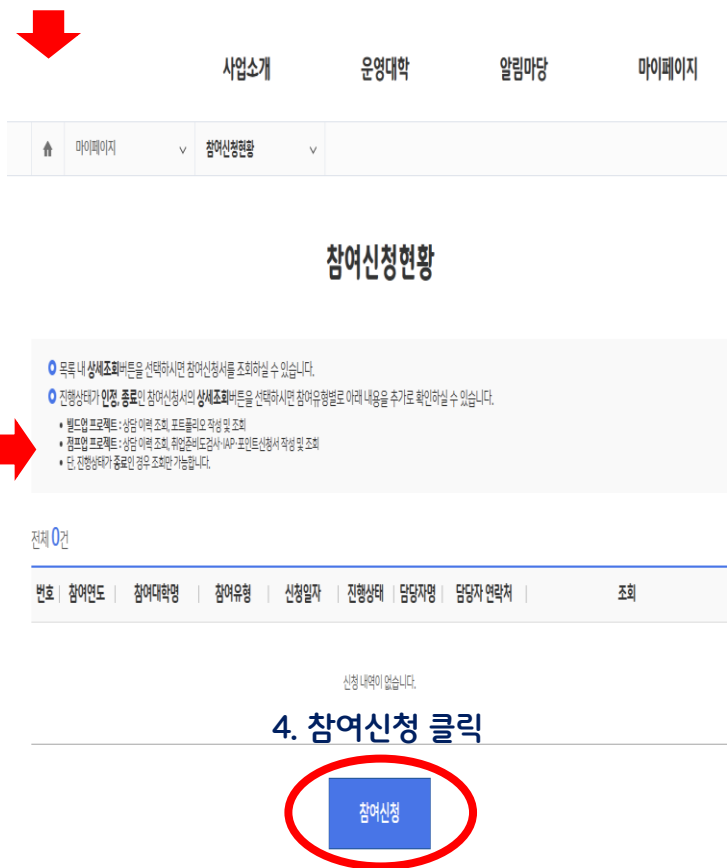 사업소개 운영대학 알림마당 마이페이지
마이페이지 참여신청현황
참여신청현황
목록 내 상세조회버튼을 선택하시면 참여신청서를 조회하실 수 있습니다.
진행상태가 인정, 종료인 참여신청서의 상세조회버튼을 선택하시면 참여유형별로 아래 내용을 추가로 확인하실 수 있습니다.
• 빌드업 프로젝트 : 상담 이력 조회, 포트폴리오 작성 및 조회
• 점프업 프로젝트 : 상담 이력 조회, 취업준비도검사·IAP·포인트신청서 작성 및 조회
• 단, 진행상태가 종료인 경우 조회만 가능합니다.
전체 0건
번호 | 참여연도 | 참여대학명 | 참여유형 | 신청일자 | 진행상태 | 담당자명 | 담당자 연락처 | 조회
신청 내역이 없습니다.
4. 참여신청 클릭
참여신청